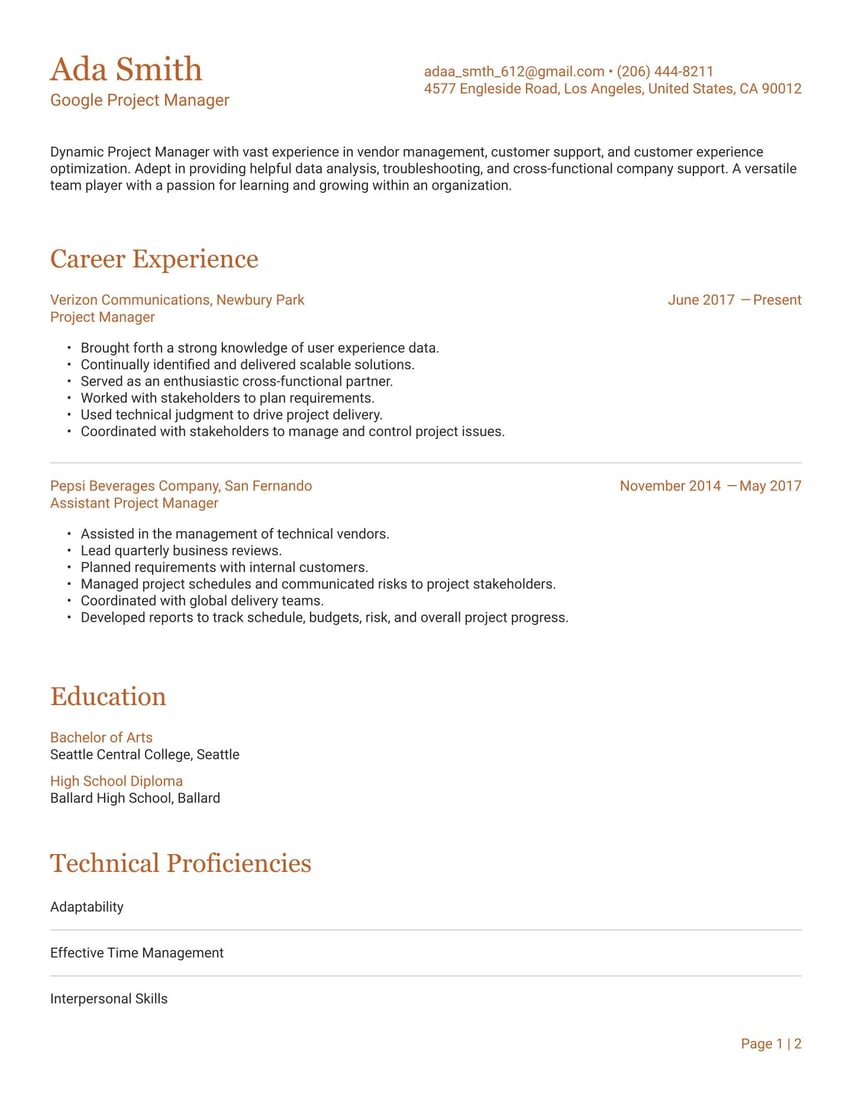 Ada Smith
Google Project Manager
adaa_smth_612@gmail.com • (206) 444-8211
4577 Engleside Road, Los Angeles, United States, CA 90012
Dynamic Project Manager with vast experience in vendor management, customer support, and customer experience
optimization. Adept in providing helpful data analysis, troubleshooting, and cross-functional company support. A versatile
team player with a passion for learning and growing within an organization.
Career Experience
Verizon Communications, Newbury Park June 2017 — Present
Project Manager
• Brought forth a strong knowledge of user experience data.
• Continually identified and delivered scalable solutions.
• Served as an enthusiastic cross-functional partner.
• Worked with stakeholders to plan requirements.
• Used technical judgment to drive project delivery.
• Coordinated with stakeholders to manage and control project issues.
Pepsi Beverages Company, San Fernando November 2014 — May 2017
Assistant Project Manager
• Assisted in the management of technical vendors.
• Lead quarterly business reviews.
• Planned requirements with internal customers.
• Managed project schedules and communicated risks to project stakeholders.
• Coordinated with global delivery teams.
• Developed reports to track schedule, budgets, risk, and overall project progress.
Education
Bachelor of Arts
Seattle Central College, Seattle
High School Diploma
Ballard High School, Ballard
Technical Proficiencies
Adaptability
Effective Time Management
Interpersonal Skills
Page 1 | 2